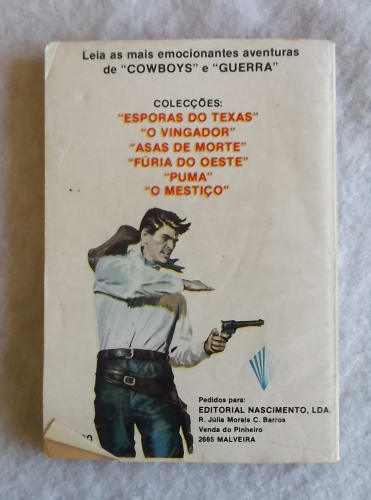 Leia as mais emocionantes aventuras
de "COWBOYS" e "GUERRA"
COLECÇÕES:
"ESPORAS DO TEXAS"
"O VINGADOR"
"ASAS DE MORTE"
"FÚRIA DO OESTE"
"PUMA"
"O MESTIÇO"
Pedidos para:
EDITORIAL NASCIMENTO, LDA.
R. Júlia Morais C. Barros
Venda do Pinheiro
2665 MALVEIRA